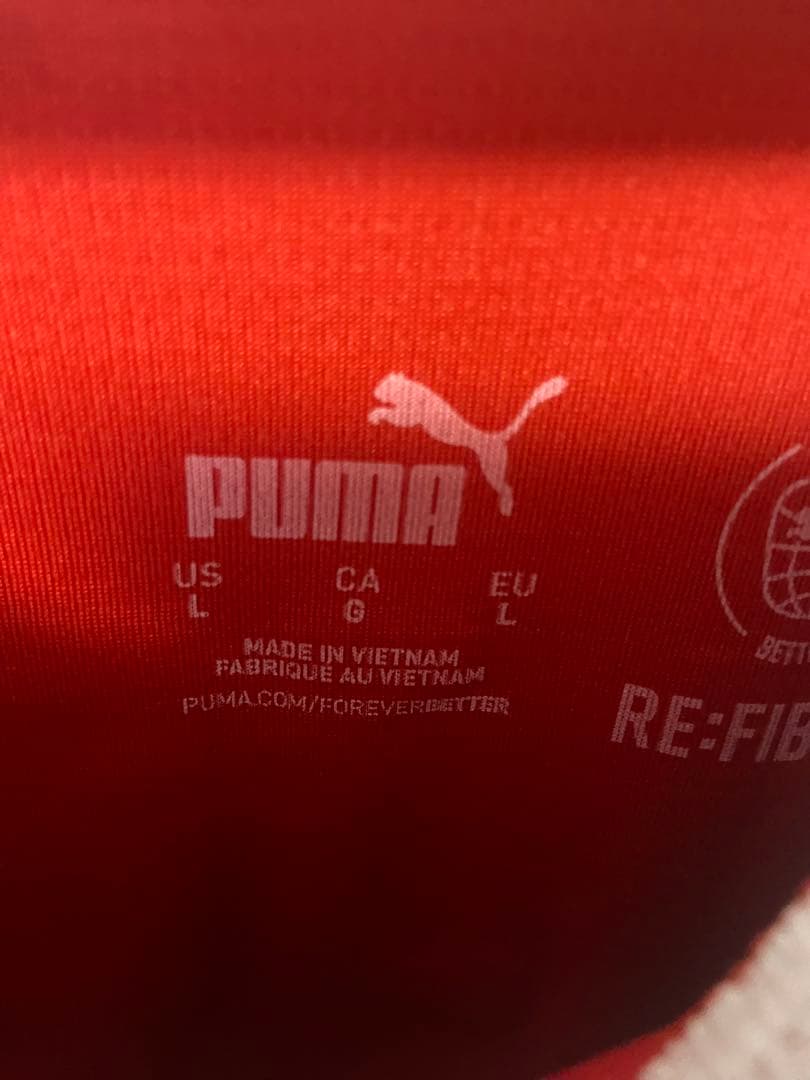 PUMA
US CA EU
L G L
MADE IN VIETNAM
FABRIQUE AU VIETNAM
PUMA.COM/FOREVERBETTER